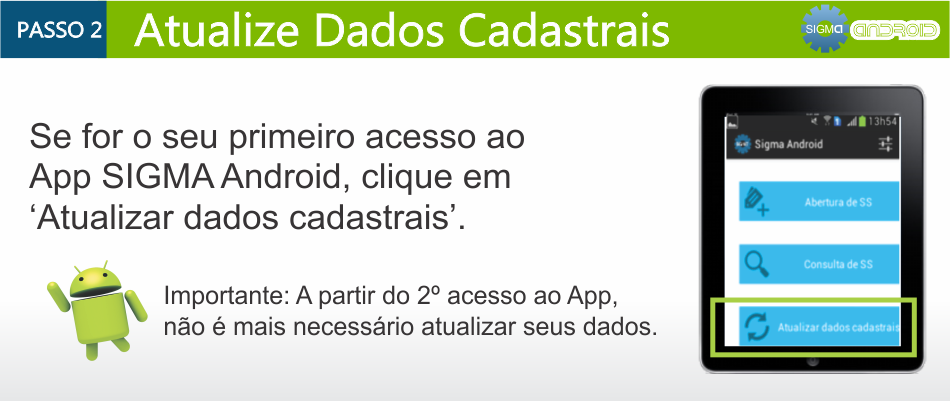 PASSO 2
Atualize Dados Cadastrais
SIGMA ANDROID
Se for o seu primeiro acesso ao
App SIGMA Android, clique em
‘Atualizar dados cadastrais’.
Importante: A partir do 2º acesso ao App,
não é mais necessário atualizar seus dados.
13h54
Sigma Android
Abertura de SS
Consulta de SS
Atualizar dados cadastrais